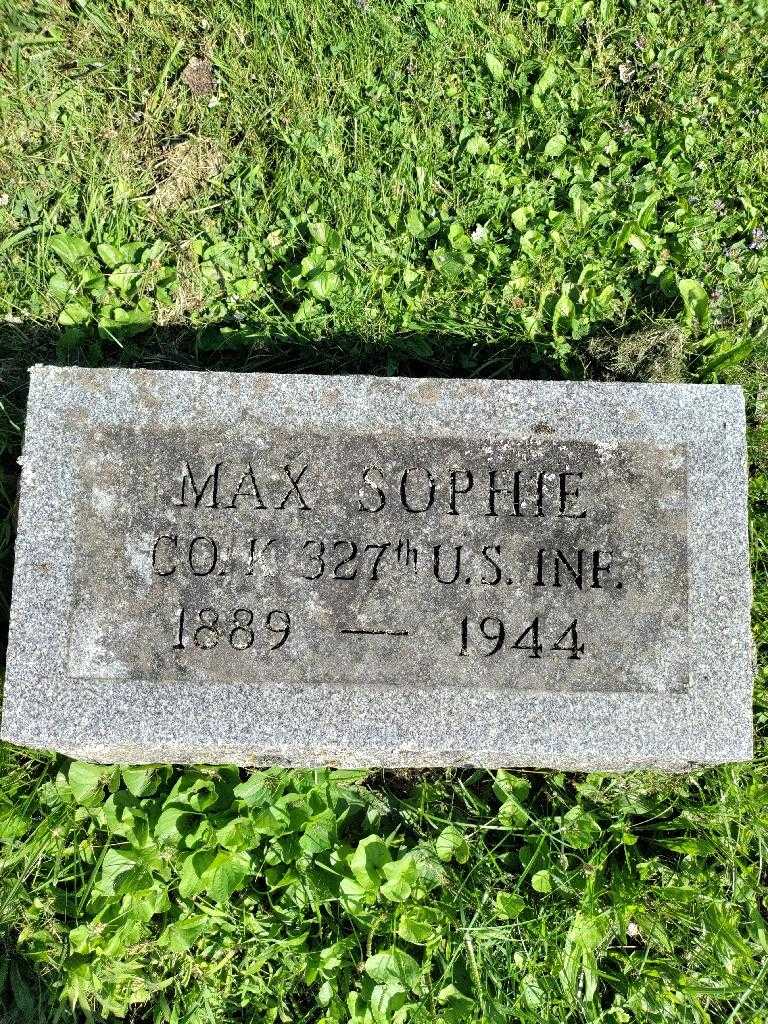 MAX SOPHIE
CO. K 327th U.S. INF.
1889 — 1944